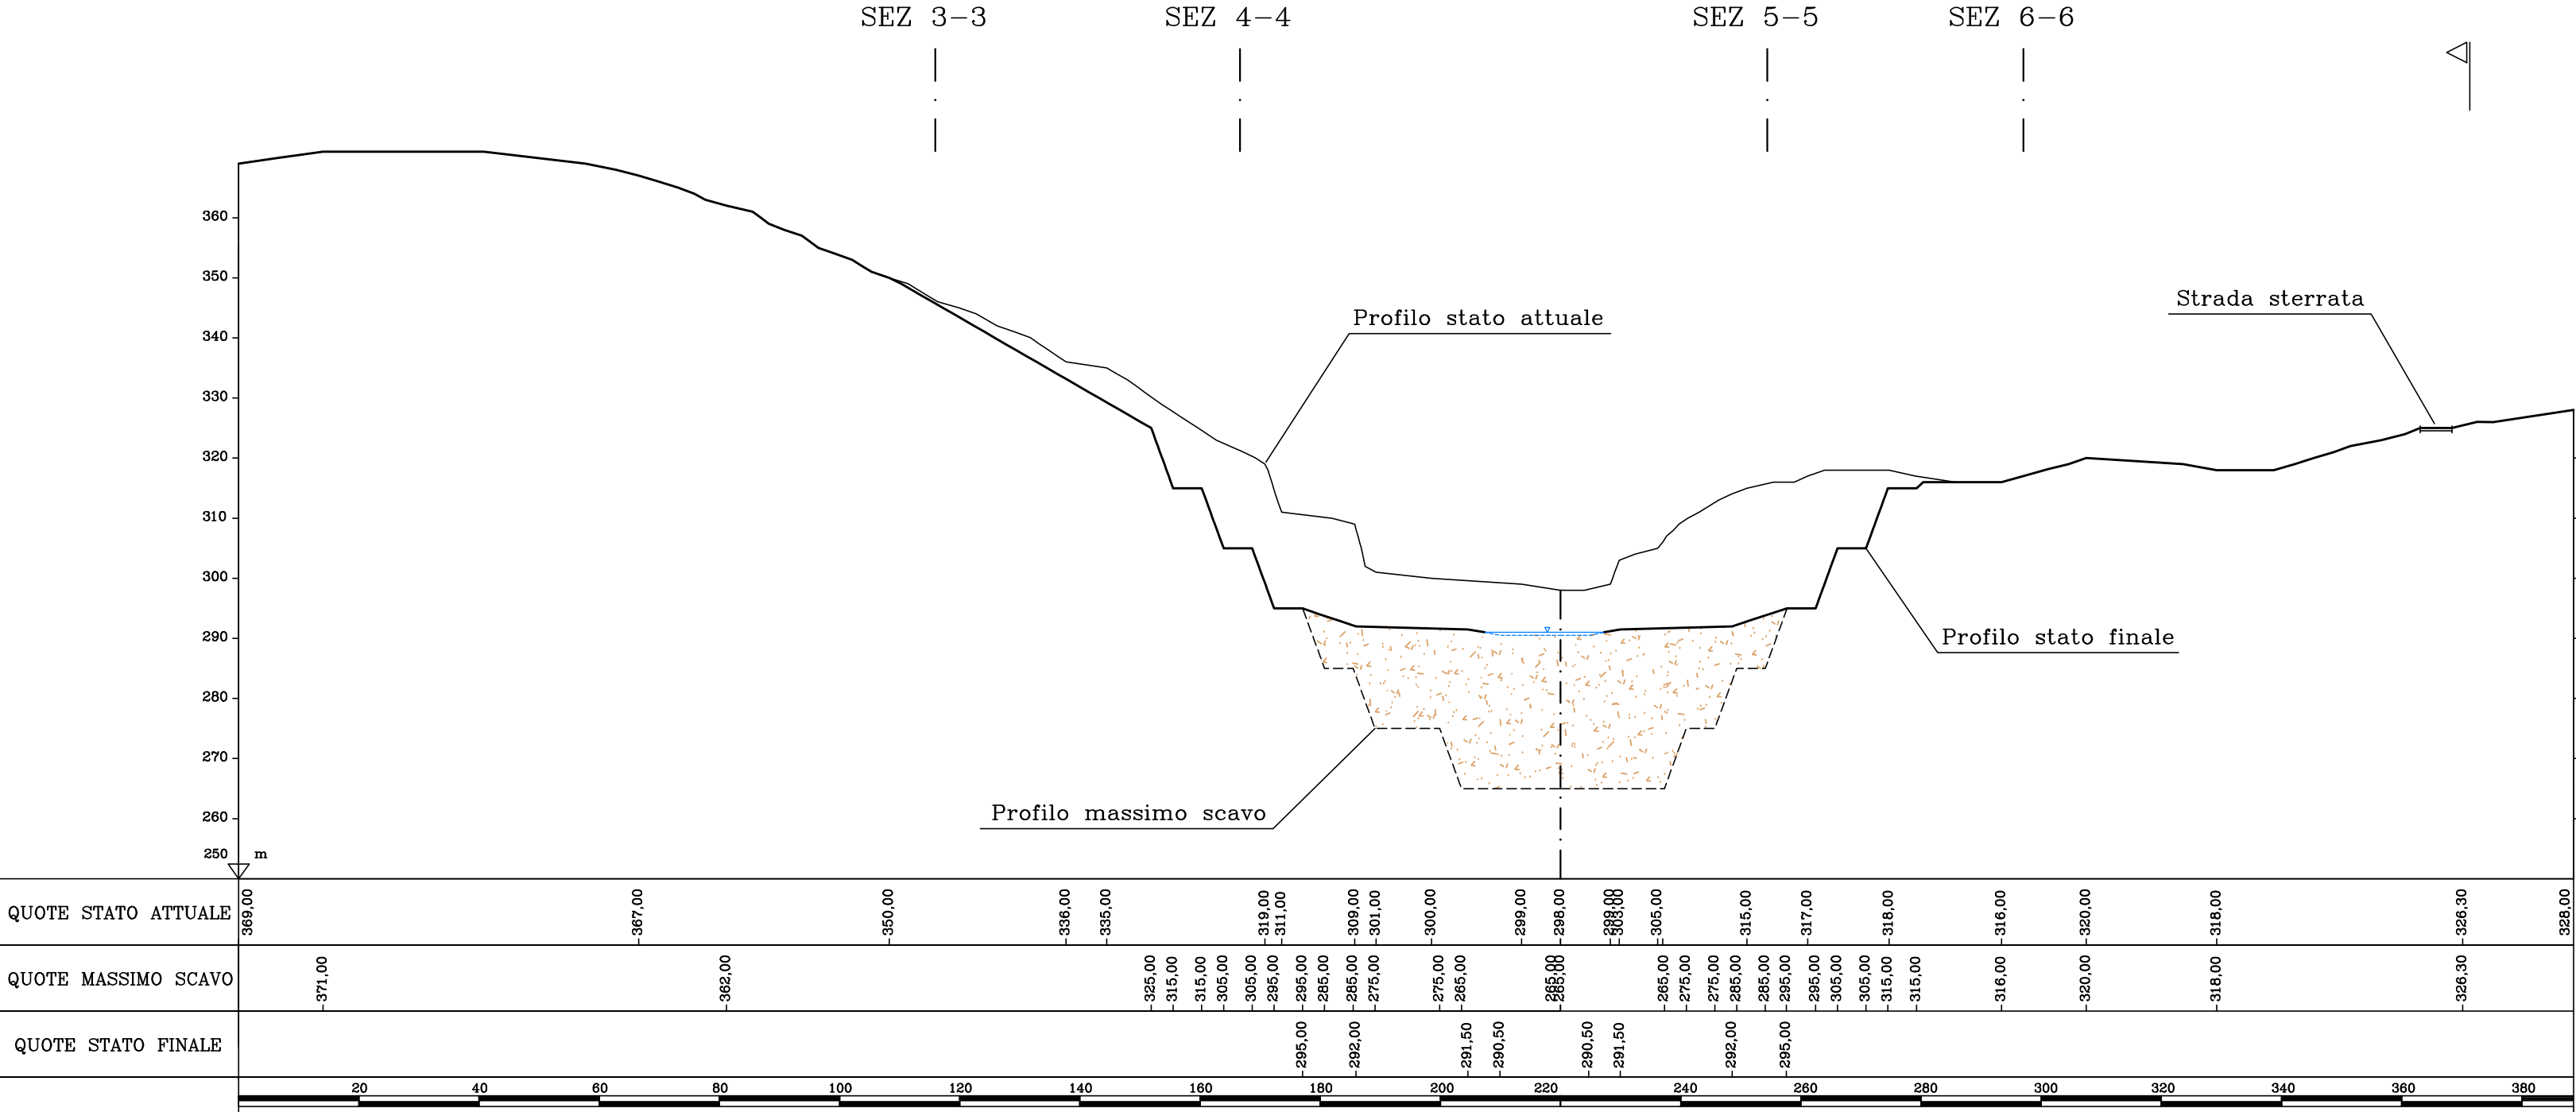 SEZ 3-3 SEZ 4-4 SEZ 5-5 SEZ 6-6
Strada sterrata
Profilo stato attuale
Profilo stato finale
Profilo massimo scavo
360
350
340
330
320
310
300
290
280
270
260
250 m
QUOTE STATO ATTUALE 369,00 367,00 350,00 336,00 335,00 319,00 311,00 309,00 301,00 300,00 299,00 298,00 299,00 303,00 305,00 315,00 317,00 318,00 316,00 320,00 318,00 326,30 328,00
QUOTE MASSIMO SCAVO 371,00 362,00 325,00 315,00 315,00 305,00 305,00 295,00 295,00 285,00 285,00 275,00 275,00 265,00 265,00 265,00 265,00 275,00 275,00 285,00 285,00 295,00 295,00 305,00 305,00 315,00 315,00 316,00 320,00 318,00 326,30
QUOTE STATO FINALE 295,00 292,00 291,50 290,50 290,50 291,50 292,00 295,00
20 40 60 80 100 120 140 160 180 200 220 240 260 280 300 320 340 360 380